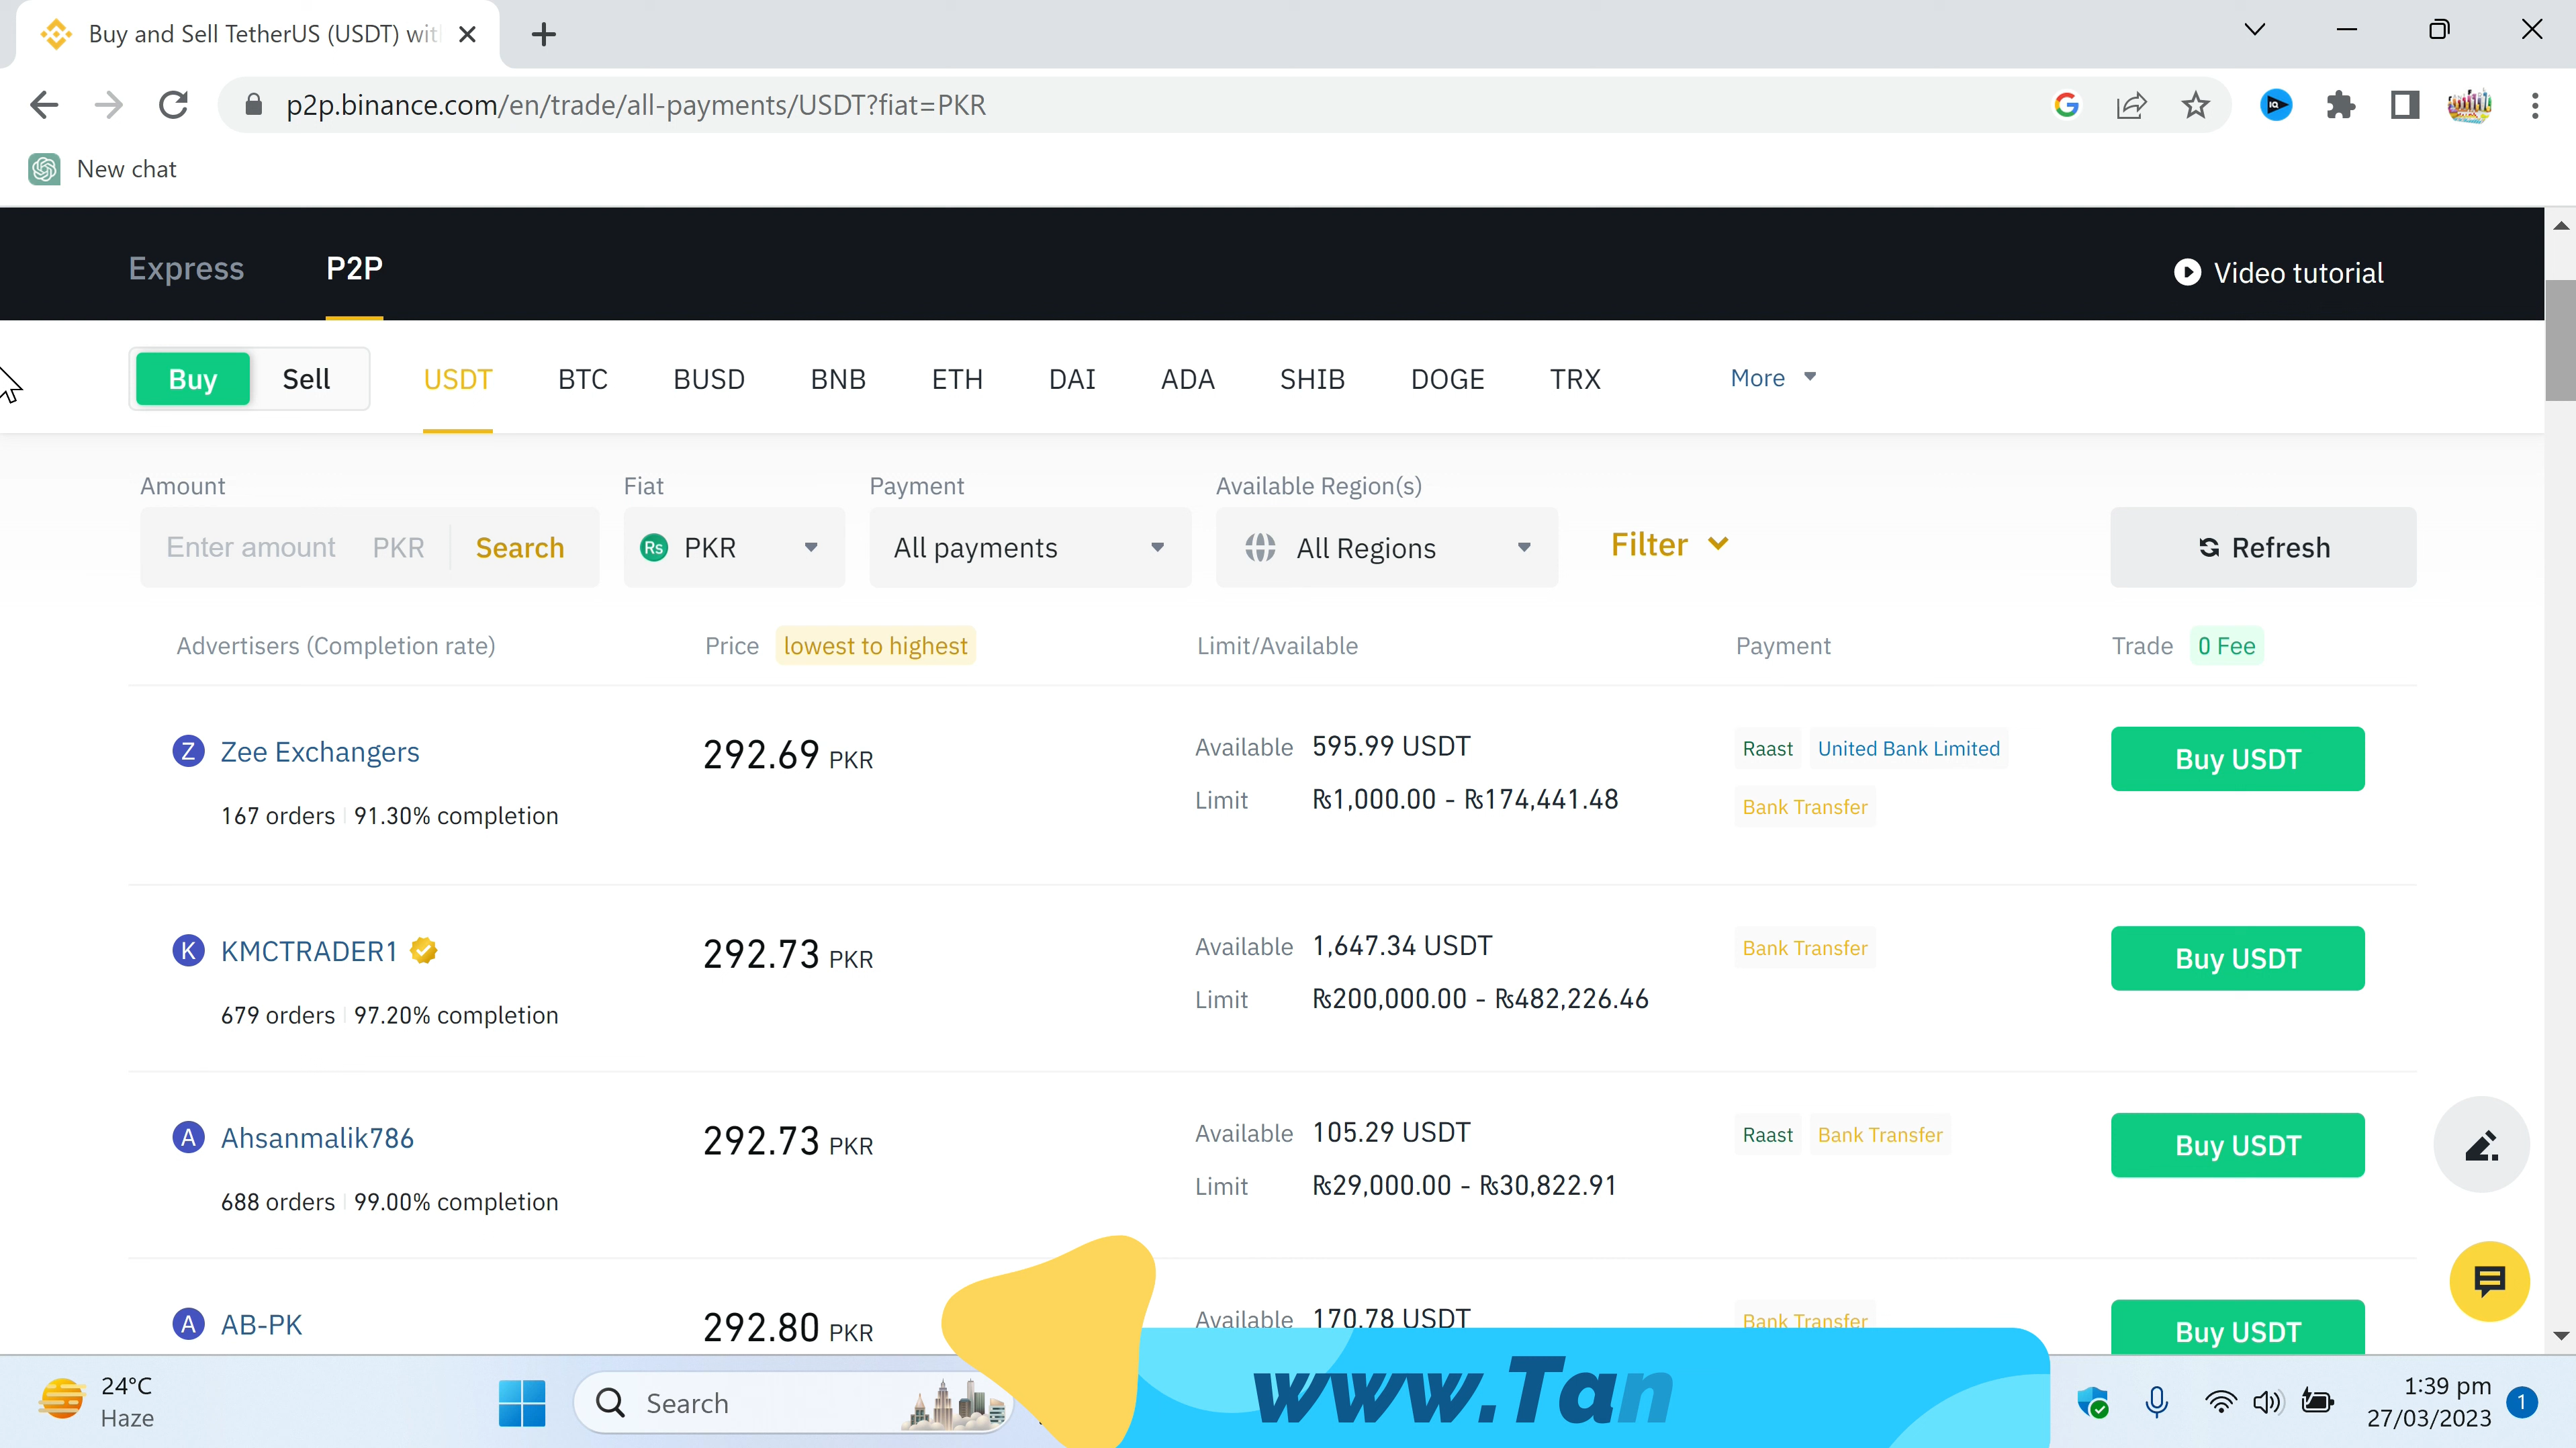 Buy and Sell TetherUS (USDT) wit
p2p.binance.com/en/trade/all-payments/USDT?fiat=PKR
New chat
Express P2P Video tutorial
Buy Sell USDT BTC BUSD BNB ETH DAI ADA SHIB DOGE TRX More
Amount Fiat Payment Available Region(s)
Enter amount PKR Search Rs PKR All payments All Regions Filter Refresh
Advertisers (Completion rate) Price lowest to highest Limit/Available Payment Trade 0 Fee
Z Zee Exchangers 292.69 PKR Available 595.99 USDT Raast United Bank Limited Buy USDT
167 orders 91.30% completion Limit ₨1,000.00 - ₨174,441.48 Bank Transfer
K KMCTRADER1 292.73 PKR Available 1,647.34 USDT Bank Transfer Buy USDT
679 orders 97.20% completion Limit ₨200,000.00 - ₨482,226.46
A Ahsanmalik786 292.73 PKR Available 105.29 USDT Raast Bank Transfer Buy USDT
688 orders 99.00% completion Limit ₨29,000.00 - ₨30,822.91
A AB-PK 292.80 PKR Available 170.78 USDT Bank Transfer Buy USDT
www.Tan
24°C
Haze
Search
1:39 pm
27/03/2023
1